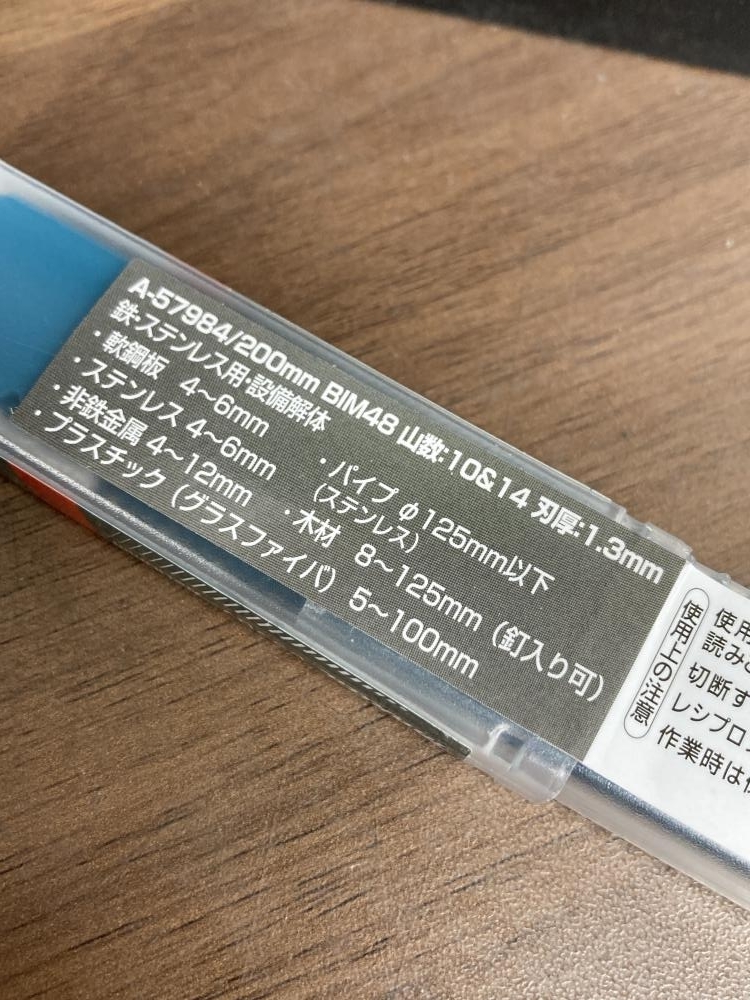 A-57984/200mm BIM48 山数:10&14 刃厚:1.3mm
鉄・ステンレス用・設備解体
・軟鋼板 4〜6mm
・ステンレス 4〜6mm
・非鉄金属 4〜12mm
・プラスチック（グラスファイバ） 5〜100mm
・パイプ φ125mm以下
(ステンレス)
・木材 8〜125mm（釘入り可）
使用上の注意
使用
読み
切断す
レシプロ
作業時は